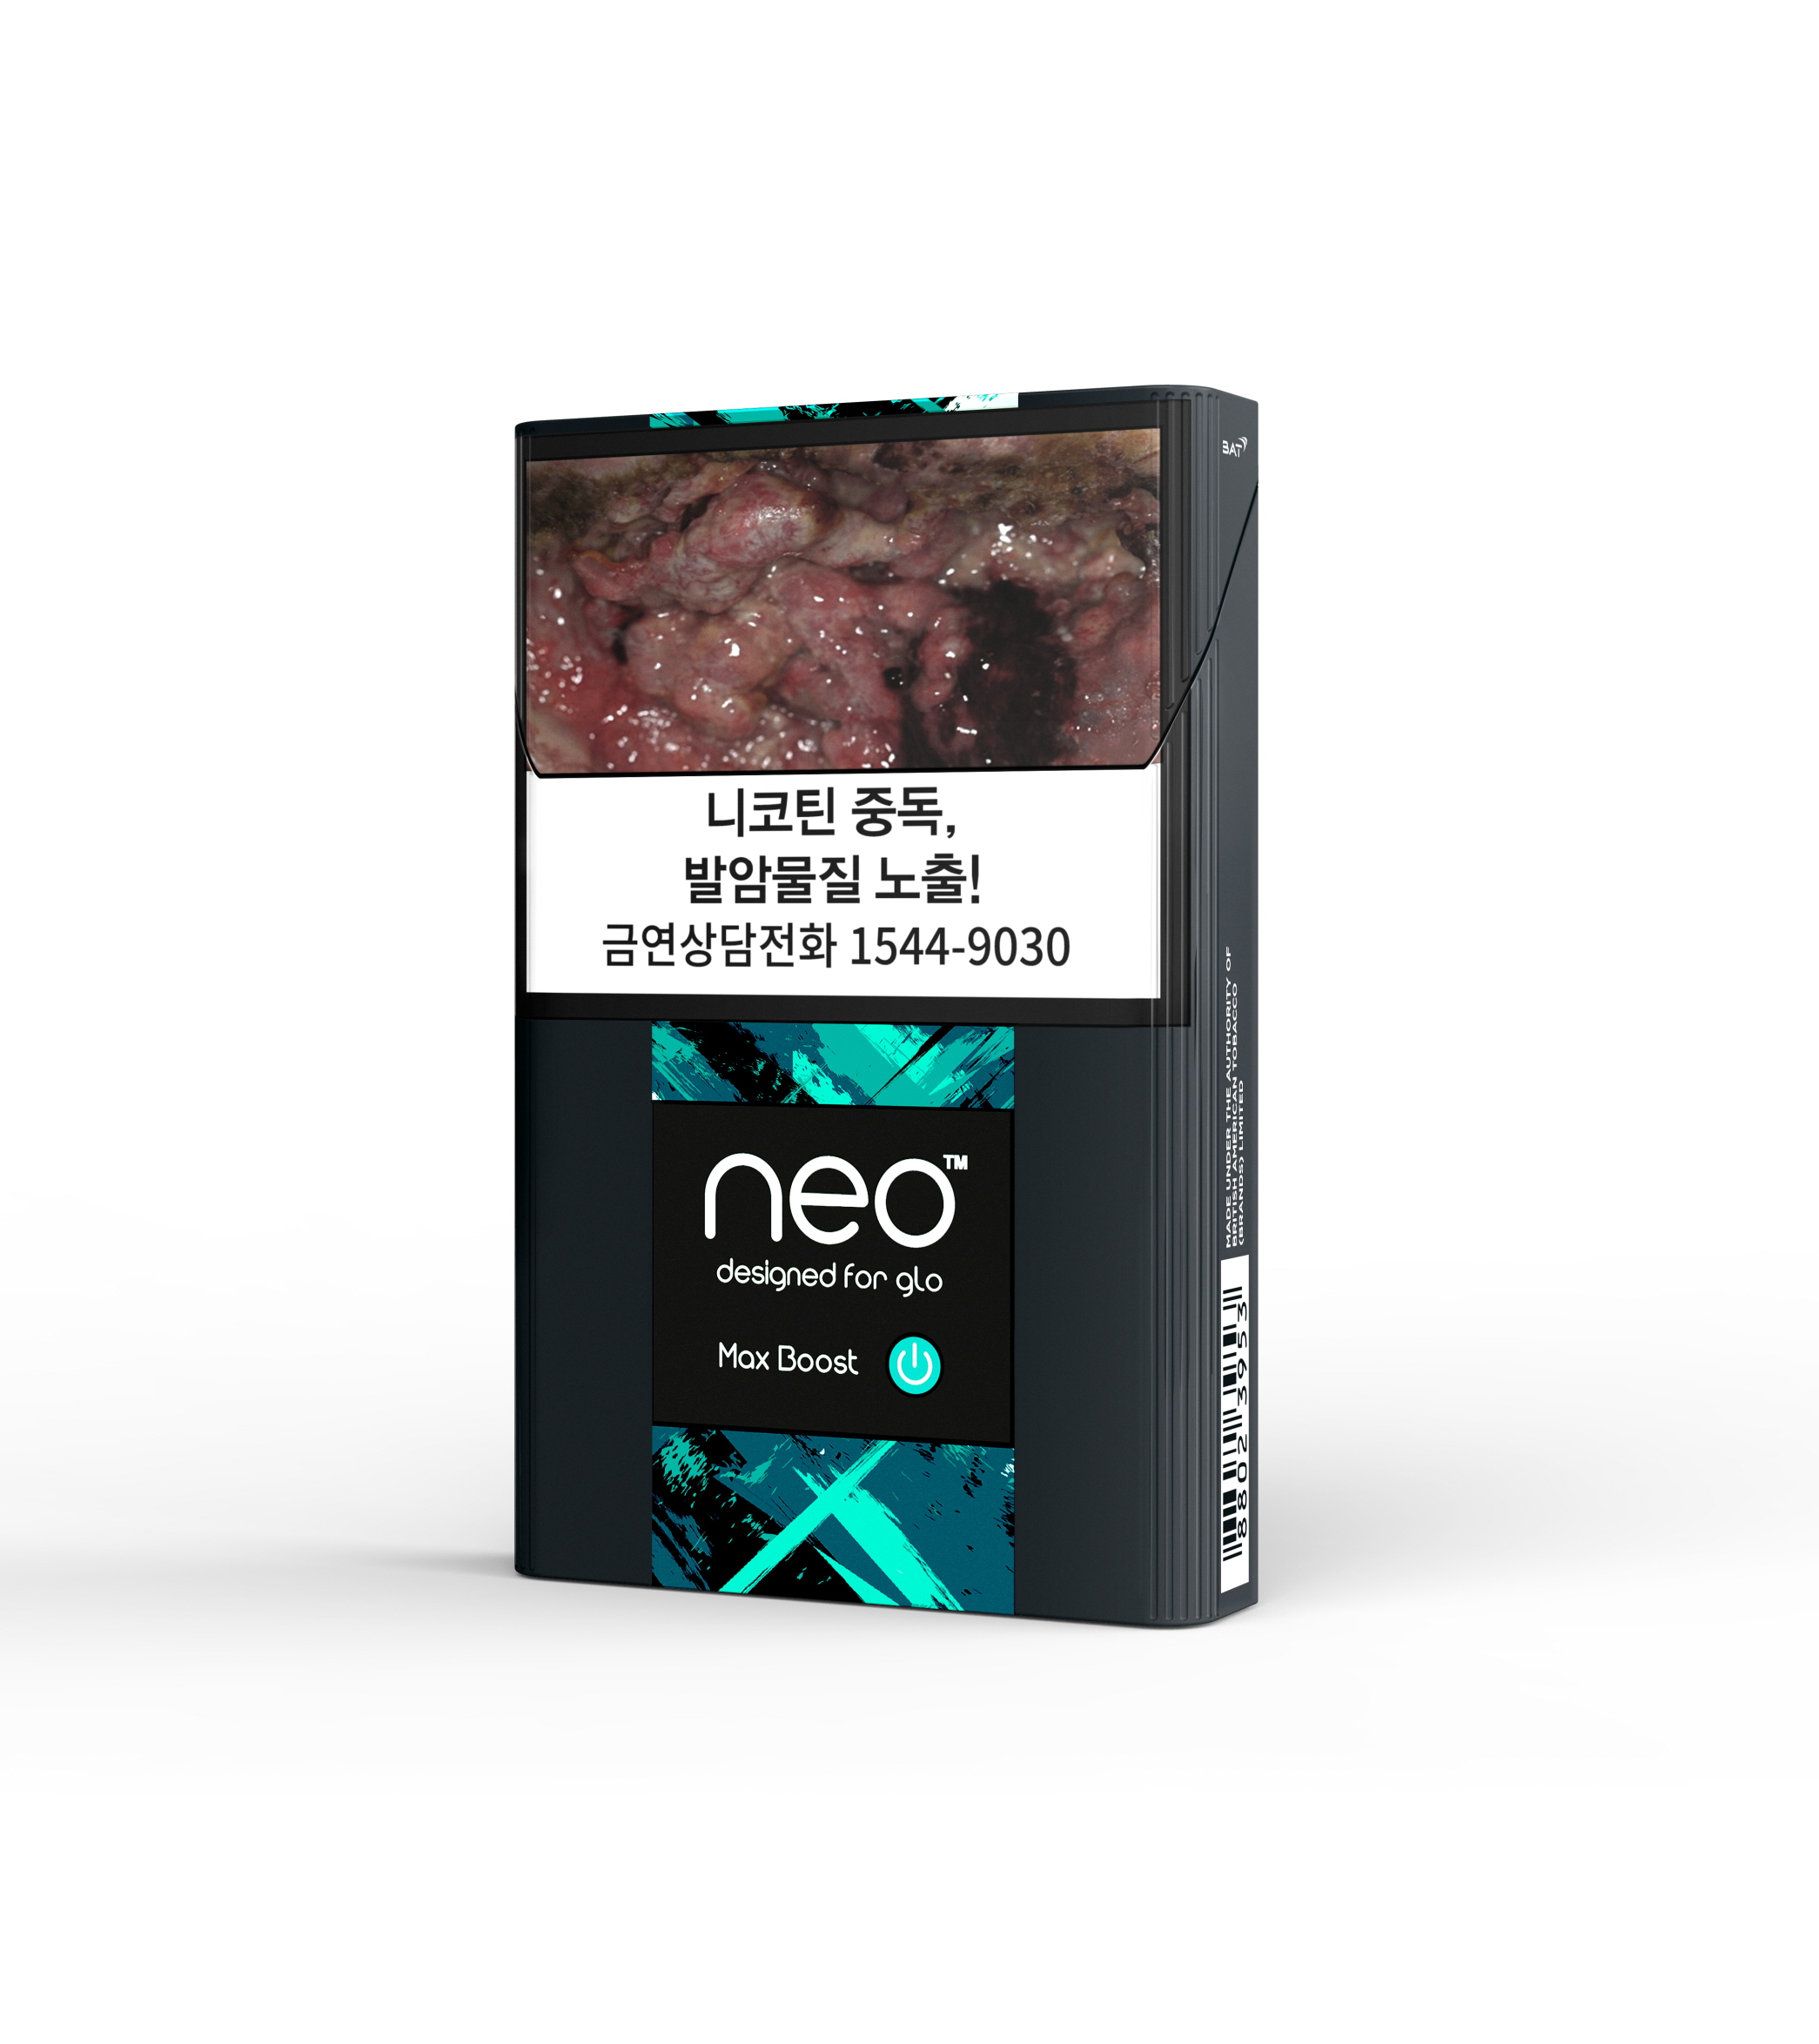 니코틴 중독,
발암물질 노출!
금연상담전화 1544-9030
neo™
designed for glo
Max Boost
BAT
MADE UNDER THE AUTHORITY OF
BRITISH AMERICAN TOBACCO
(BRANDS) LIMITED
88023953